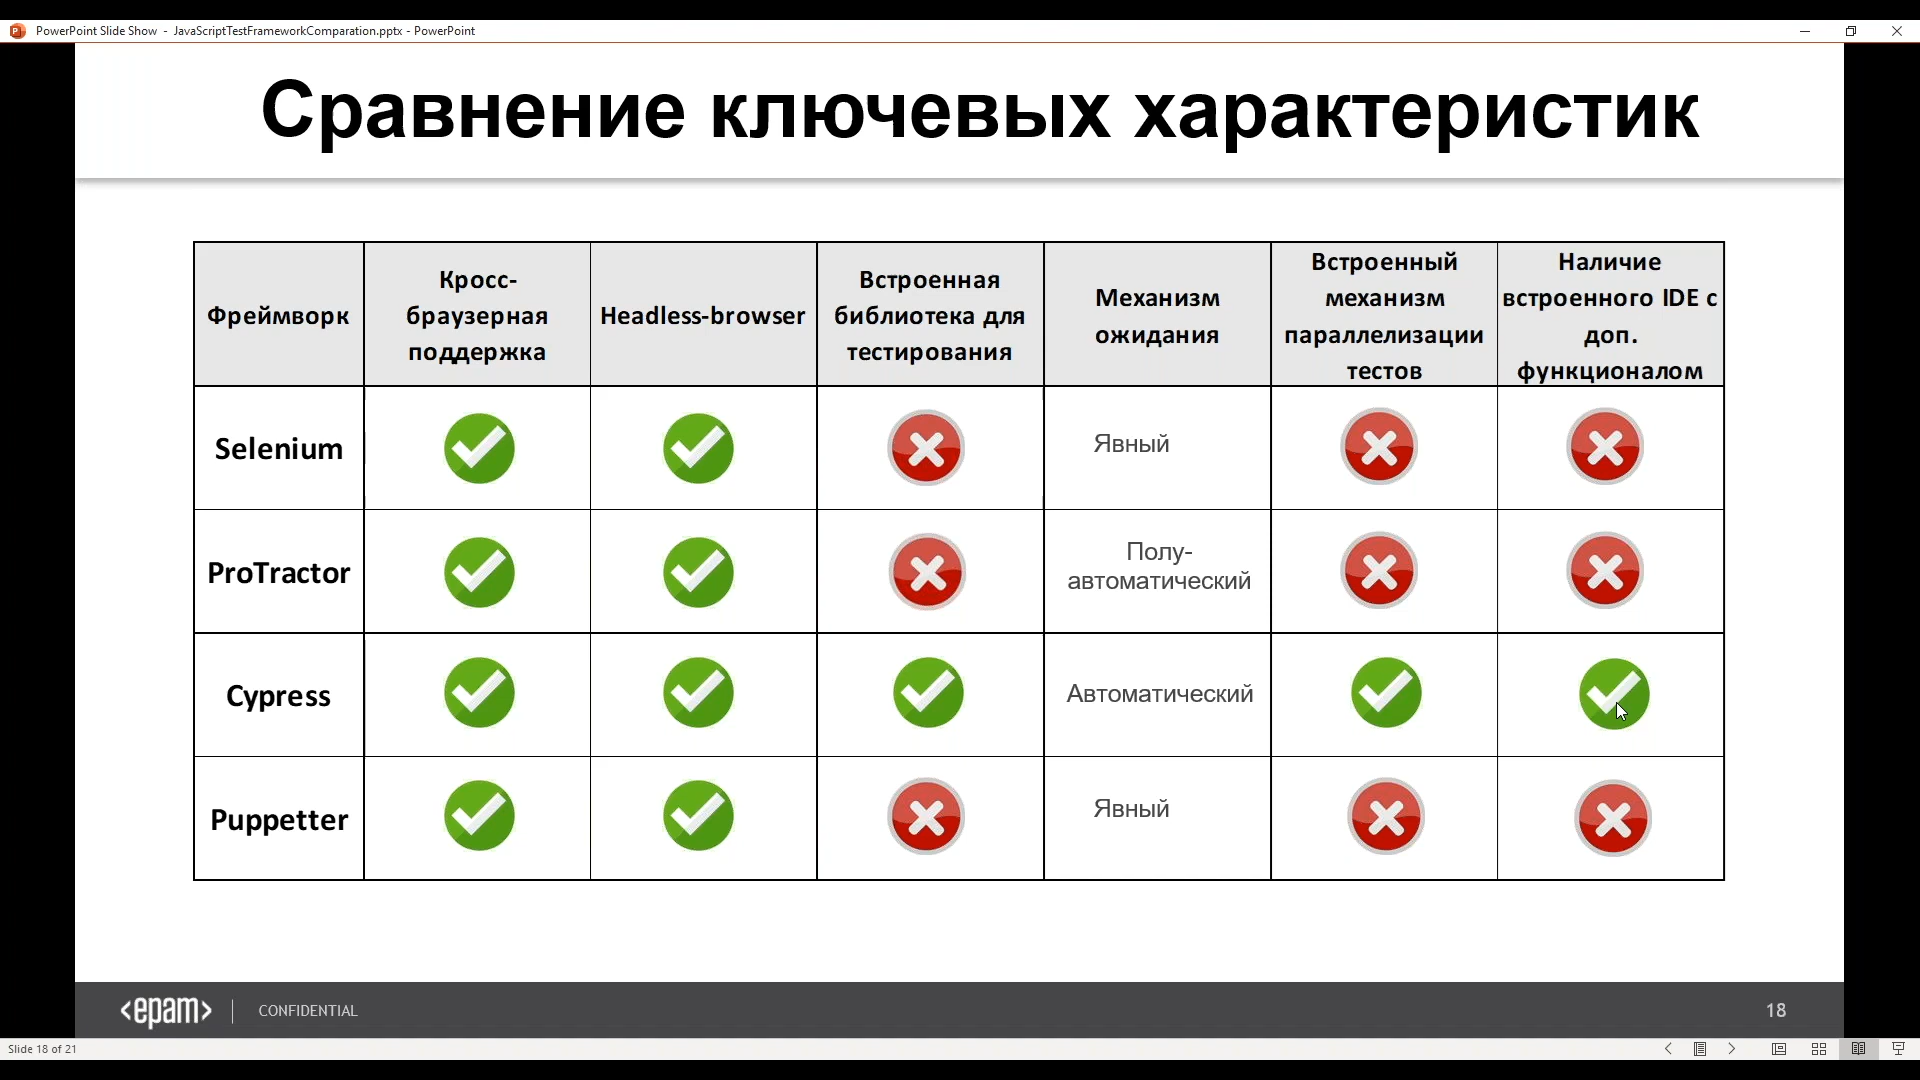 PowerPoint Slide Show - JavaScriptTestFrameworkComparation.pptx - PowerPoint
Сравнение ключевых характеристик
Фреймворк
Кросс-
браузерная
поддержка
Headless-browser
Встроенная
библиотека для
тестирования
Механизм
ожидания
Встроенный
механизм
параллелизации
тестов
Наличие
встроенного IDE с
доп.
функционалом
Selenium
Явный
ProTractor
Полу-
автоматический
Cypress
Автоматический
Puppetter
Явный
<epam>
CONFIDENTIAL
18
Slide 18 of 21